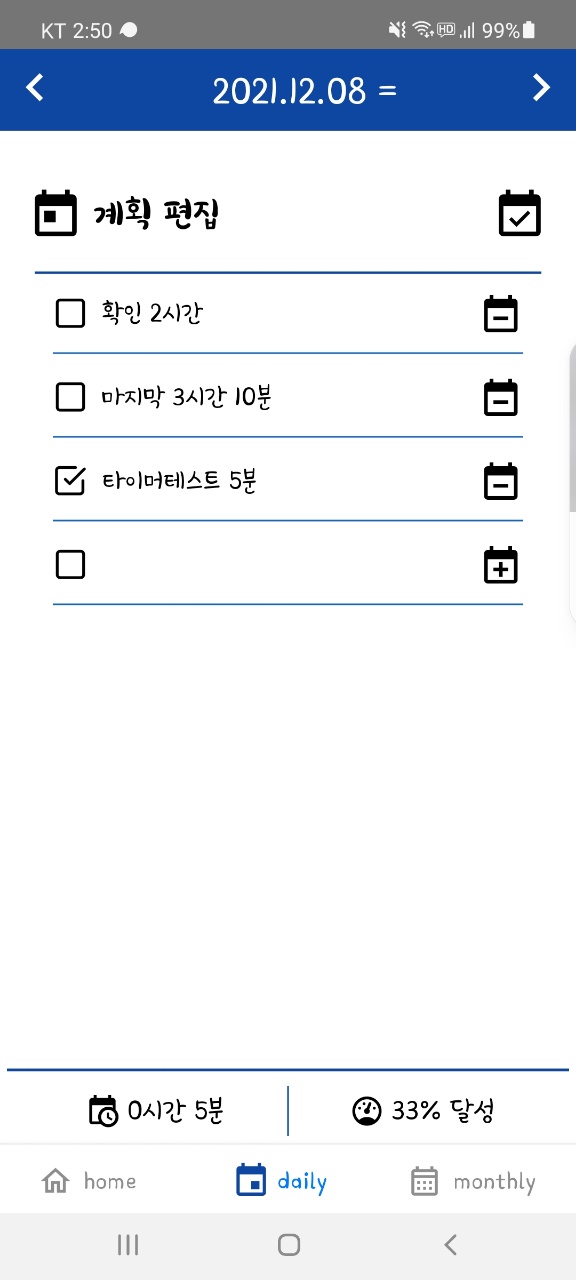 KT 2:50 HD 99%
2021.12.08 =
계획 편집
확인 2시간
마지막 3시간 10분
타이머테스트 5분
0시간 5분 33% 달성
home daily monthly